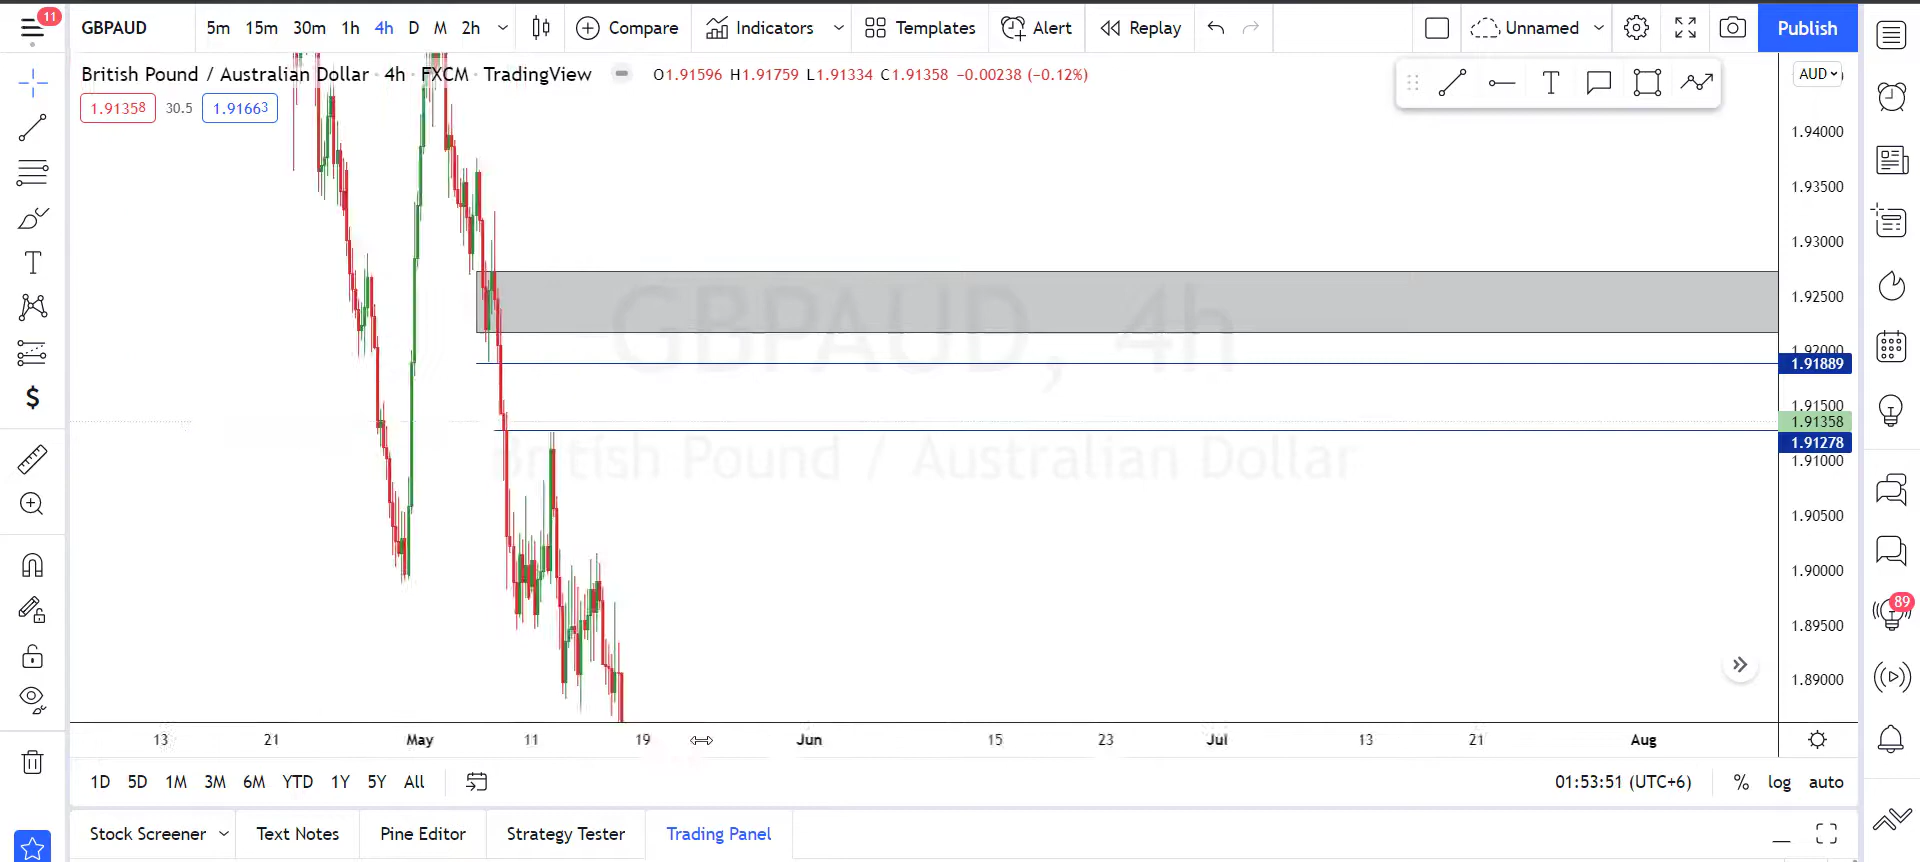 11
GBPAUD 5m 15m 30m 1h 4h D M 2h Compare Indicators Templates Alert Replay Unnamed Publish
British Pound / Australian Dollar · 4h · FXCM · TradingView O1.91596 H1.91759 L1.91334 C1.91358 −0.00238 (−0.12%)
AUD
1.91358 30.5 1.91663
1.94000
1.93500
1.93000
1.92500
1.92000
1.91889
1.91500
1.91358
1.91278
1.91000
1.90500
1.90000
1.89500
1.89000
GBPAUD, 4h
British Pound / Australian Dollar
89
13 21 May 11 19 Jun 15 23 Jul 13 21 Aug
1D 5D 1M 3M 6M YTD 1Y 5Y All 01:53:51 (UTC+6) % log auto
Stock Screener Text Notes Pine Editor Strategy Tester Trading Panel